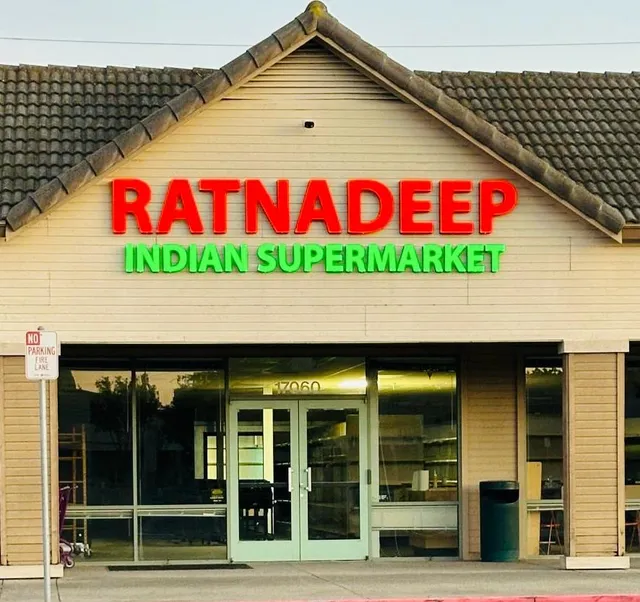 RATNADEEP
INDIAN SUPERMARKET
NO
PARKING
FIRE
LANE
17060